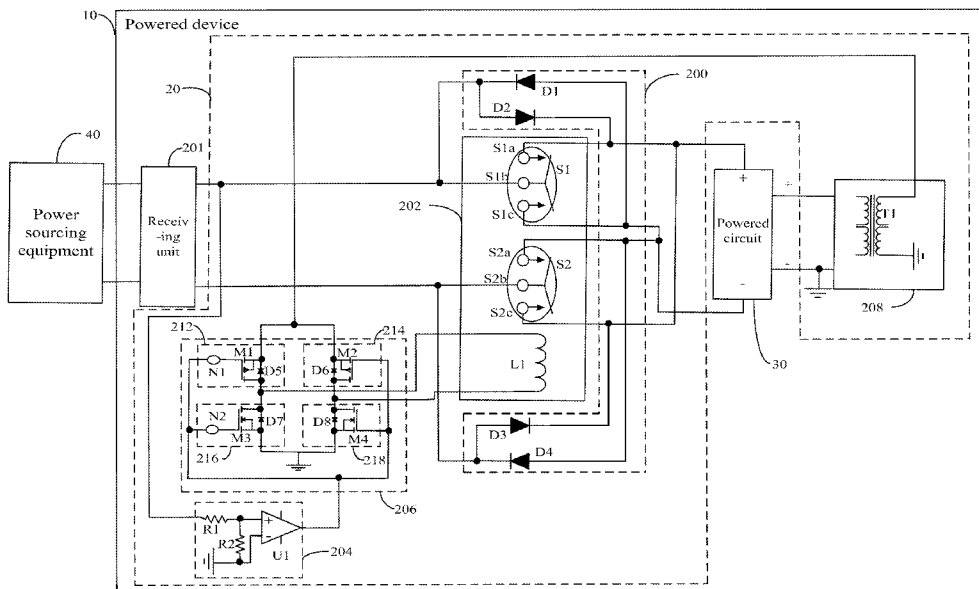 10
Powered device
20
200
D1
D2
40
201
S1a
S1
S1b
S1c
202
Power
sourcing
equipment
Receiv
-ing unit
+
+
T1
Powered
circuit
-
-
S2a
S2
S2b
S2c
208
30
212
214
M1
M2
N1
D5
D6
L1
N2
D7
D8
M3
M4
216
218
D3
D4
206
R1
+
-
R2
U1
204